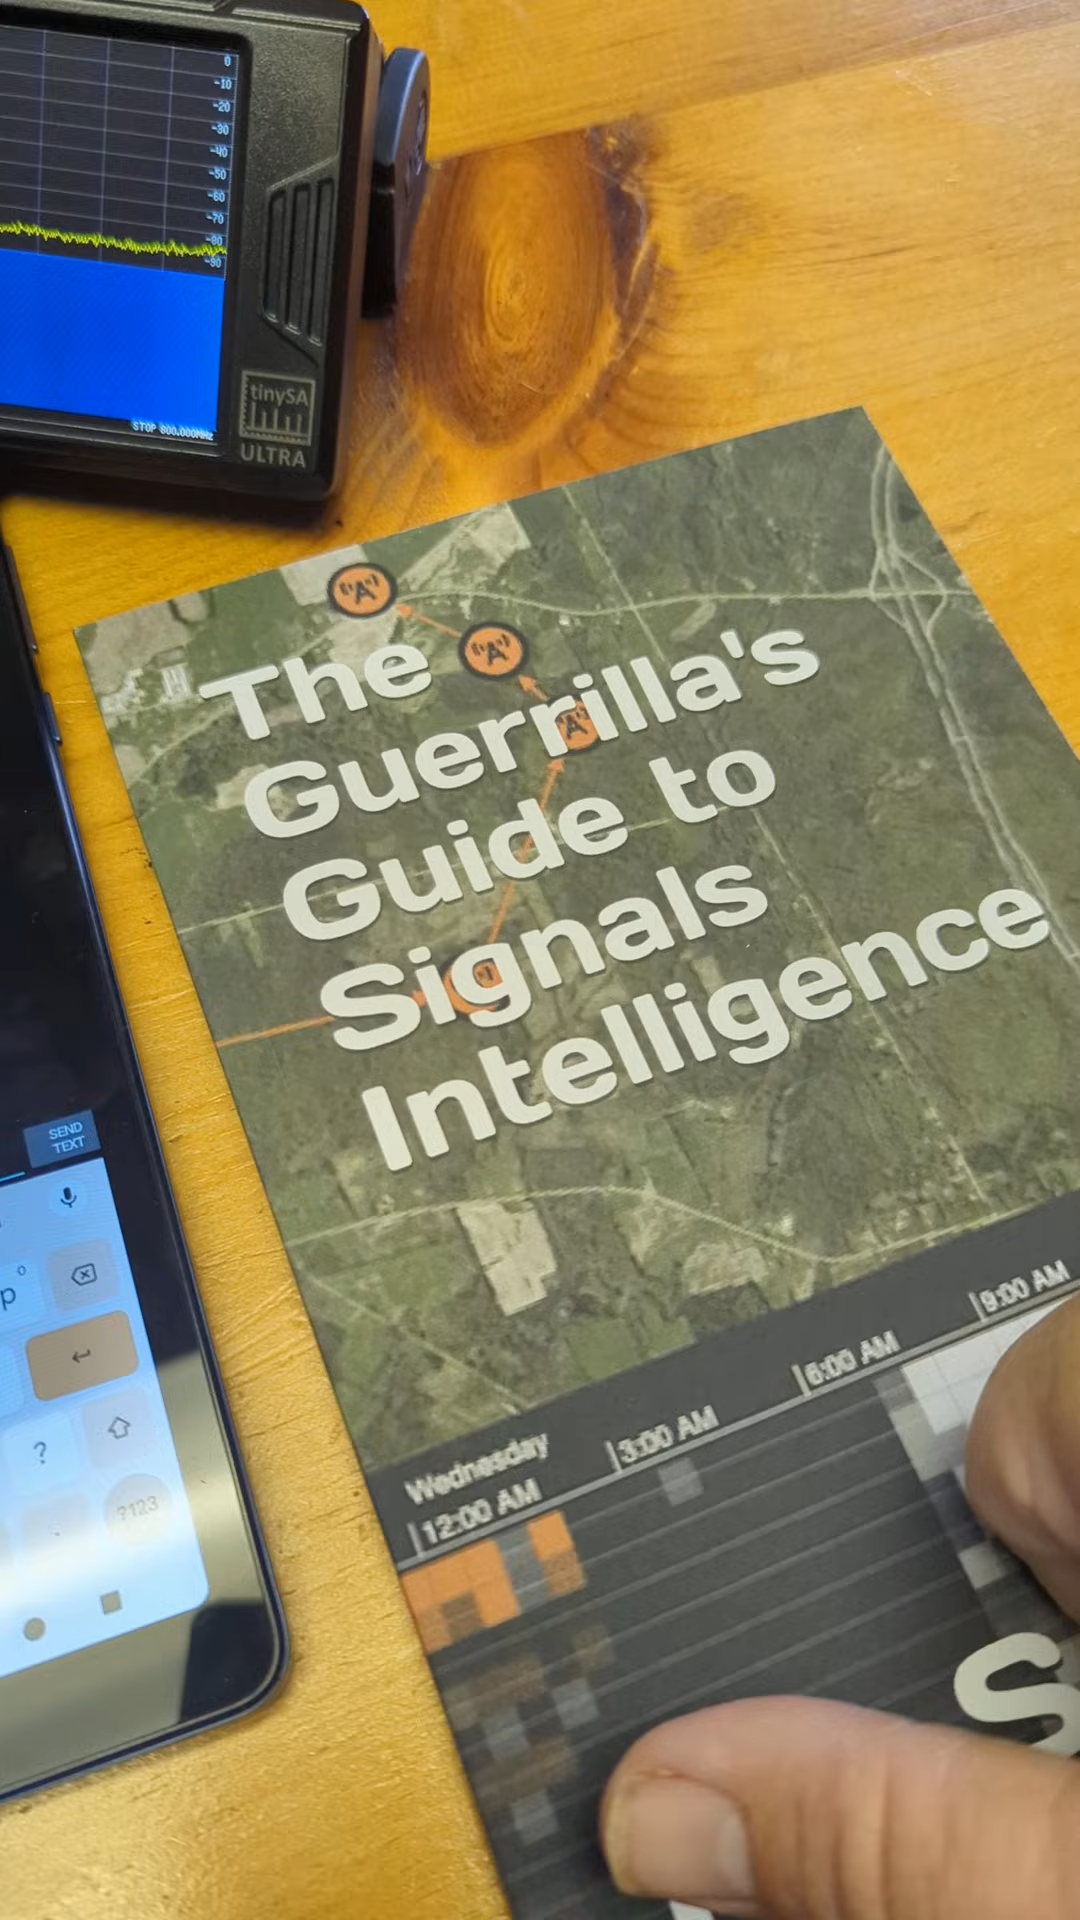 0
-10
-20
-30
-40
-50
-60
-70
-80
-90
STOP 800.000MHz
tinySA
ULTRA
The
Guerrilla's
Guide to
Signals
Intelligence
SEND
TEXT
p
?
?123
Wednesday
12:00 AM
3:00 AM
6:00 AM
9:00 AM
S